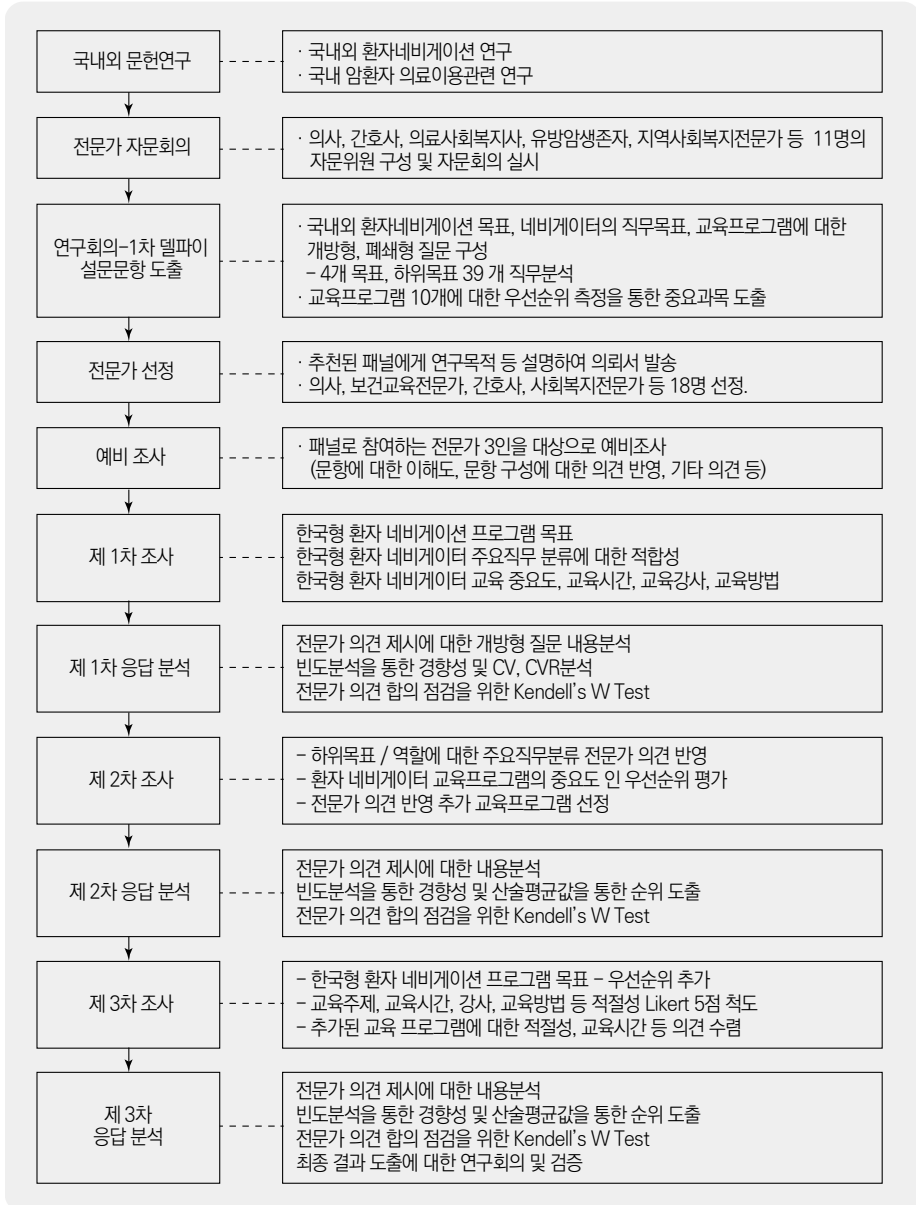 국내외 문헌연구
· 국내외 환자네비게이션 연구
· 국내 암환자 의료이용관련 연구
전문가 자문회의
· 의사, 간호사, 의료사회복지사, 유방암생존자, 지역사회복지전문가 등 11명의
자문위원 구성 및 자문회의 실시
연구회의-1차 델파이
설문문항 도출
· 국내외 환자네비게이션 목표, 네비게이터의 직무목표, 교육프로그램에 대한
개방형, 폐쇄형 질문 구성
- 4개 목표, 하위목표 39 개 직무분석
· 교육프로그램 10개에 대한 우선순위 측정을 통한 중요과목 도출
전문가 선정
· 추천된 패널에게 연구목적 등 설명하여 의뢰서 발송
· 의사, 보건교육전문가, 간호사, 사회복지전문가 등 18명 선정.
예비 조사
· 패널로 참여하는 전문가 3인을 대상으로 예비조사
(문항에 대한 이해도, 문항 구성에 대한 의견 반영, 기타 의견 등)
제 1차 조사
한국형 환자 네비게이션 프로그램 목표
한국형 환자 네비게이터 주요직무 분류에 대한 적합성
한국형 환자 네비게이터 교육 중요도, 교육시간, 교육강사, 교육방법
제 1차 응답 분석
전문가 의견 제시에 대한 개방형 질문 내용분석
빈도분석을 통한 경향성 및 CV, CVR분석
전문가 의견 합의 점검을 위한 Kendell's W Test
제 2차 조사
- 하위목표 / 역할에 대한 주요직무분류 전문가 의견 반영
- 환자 네비게이터 교육프로그램의 중요도 인 우선순위 평가
- 전문가 의견 반영 추가 교육프로그램 선정
제 2차 응답 분석
전문가 의견 제시에 대한 내용분석
빈도분석을 통한 경향성 및 산술평균값을 통한 순위 도출
전문가 의견 합의 점검을 위한 Kendell's W Test
제 3차 조사
- 한국형 환자 네비게이션 프로그램 목표 - 우선순위 추가
- 교육주제, 교육시간, 강사, 교육방법 등 적절성 Likert 5점 척도
- 추가된 교육 프로그램에 대한 적절성, 교육시간 등 의견 수렴
제 3차
응답 분석
전문가 의견 제시에 대한 내용분석
빈도분석을 통한 경향성 및 산술평균값을 통한 순위 도출
전문가 의견 합의 점검을 위한 Kendell's W Test
최종 결과 도출에 대한 연구회의 및 검증